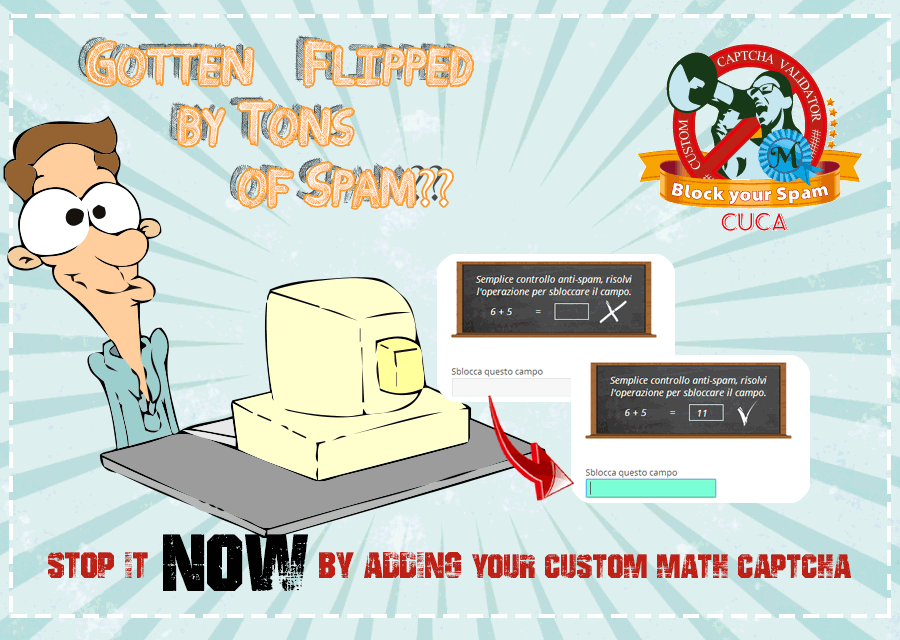 Gotten Flipped
by Tons
of Spam??
CUSTOM CAPTCHA VALIDATOR
M
Block your Spam
CUCA
Semplice controllo anti-spam, risolvi
l'operazione per sbloccare il campo.
6 + 5 =
Sblocca questo campo
Semplice controllo anti-spam, risolvi
l'operazione per sbloccare il campo.
6 + 5 = 11
Sblocca questo campo
STOP IT NOW BY ADDING YOUR CUSTOM MATH CAPTCHA